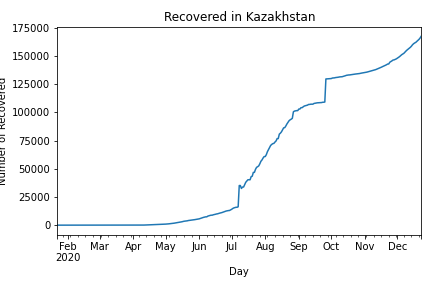 Recovered in Kazakhstan
175000
150000
125000
100000
75000
50000
25000
0
Number of Recovered
Feb Mar Apr May Jun Jul Aug Sep Oct Nov Dec
2020
Day